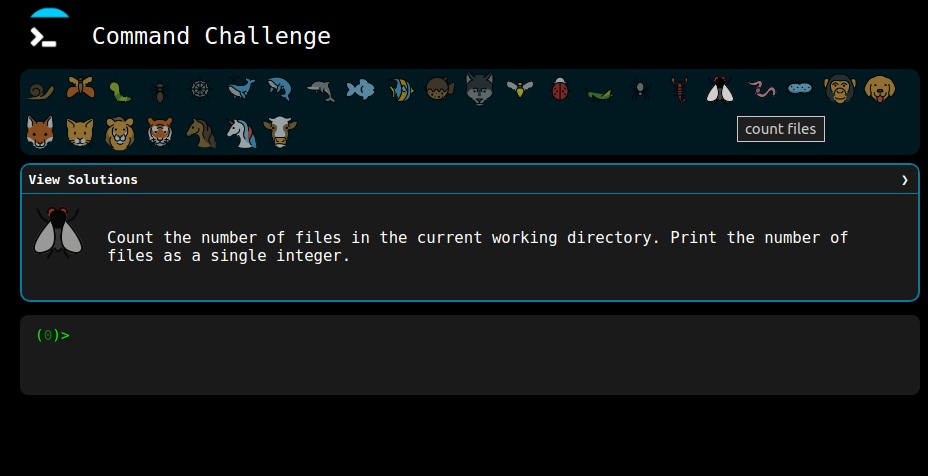 Command Challenge
count files
View Solutions
Count the number of files in the current working directory. Print the number of
files as a single integer.
(0)>